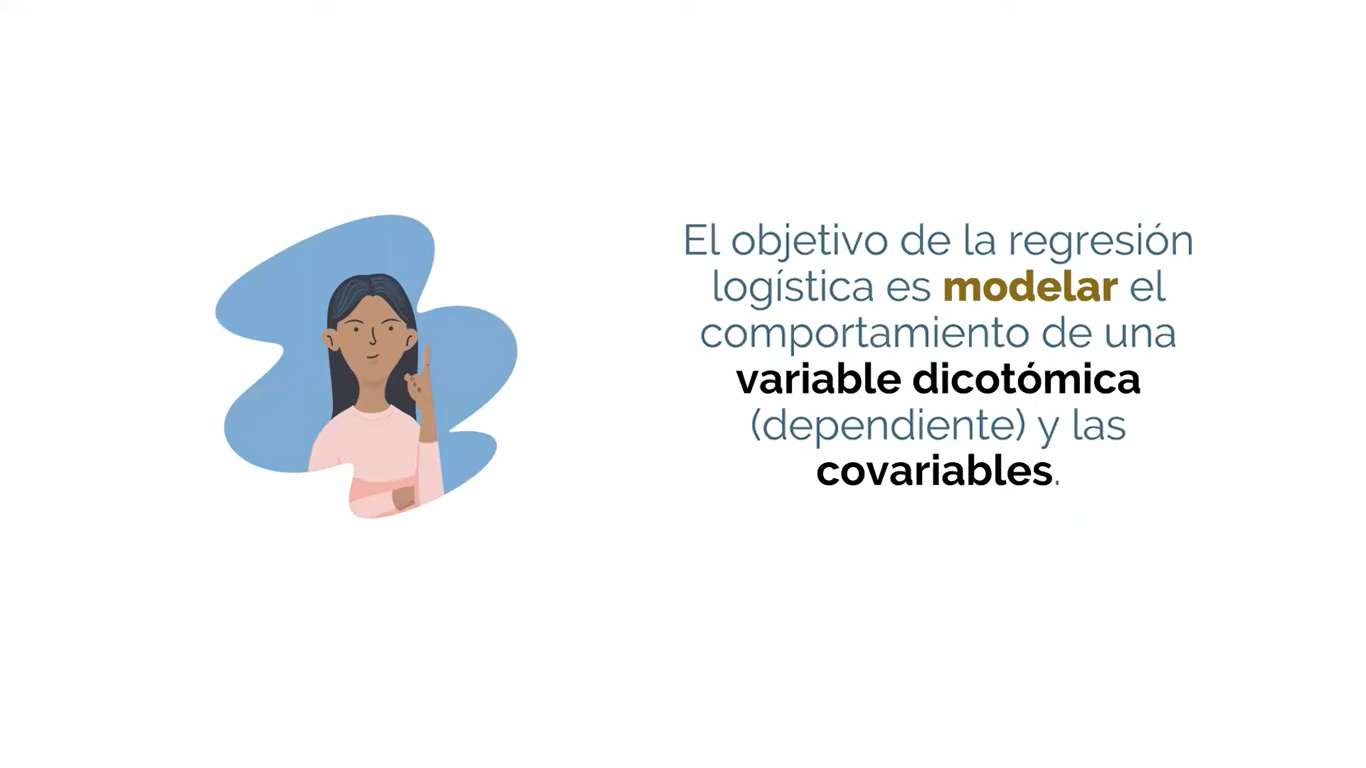 El objetivo de la regresión
logística es modelar el
comportamiento de una
variable dicotómica
(dependiente) y las
covariables.